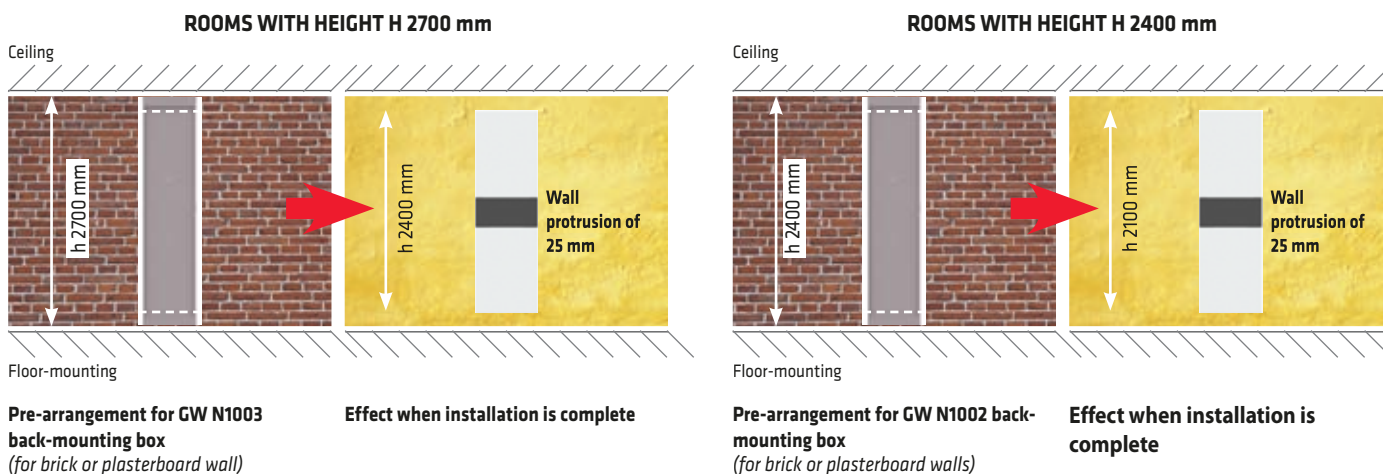 ROOMS WITH HEIGHT H 2700 mm
Ceiling
h 2700 mm
h 2400 mm
Wall
protrusion of
25 mm
Floor-mounting
Pre-arrangement for GW N1003
back-mounting box
(for brick or plasterboard wall)
Effect when installation is complete
ROOMS WITH HEIGHT H 2400 mm
Ceiling
h 2400 mm
h 2100 mm
Wall
protrusion of
25 mm
Floor-mounting
Pre-arrangement for GW N1002 back-
mounting box
(for brick or plasterboard walls)
Effect when installation is
complete